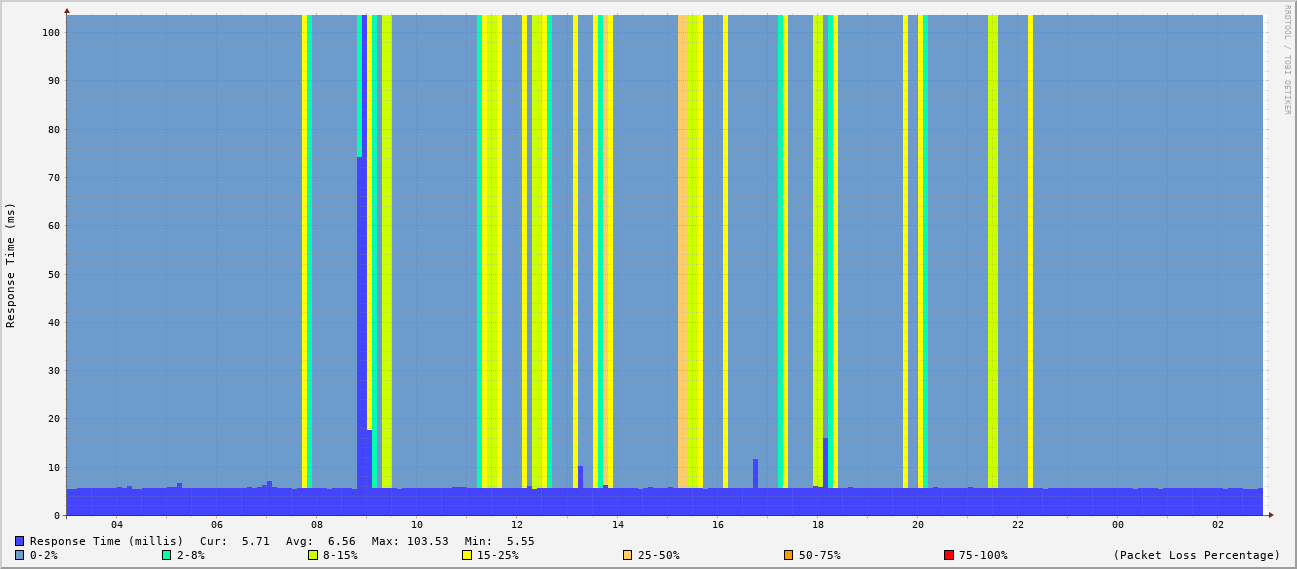 RRDTOOL / TOBI OETIKER
Response Time (ms)
100
90
80
70
60
50
40
30
20
10
0
04 06 08 10 12 14 16 18 20 22 00 02
Response Time (millis) Cur: 5.71 Avg: 6.56 Max: 103.53 Min: 5.55
0-2% 2-8% 8-15% 15-25% 25-50% 50-75% 75-100% (Packet Loss Percentage)